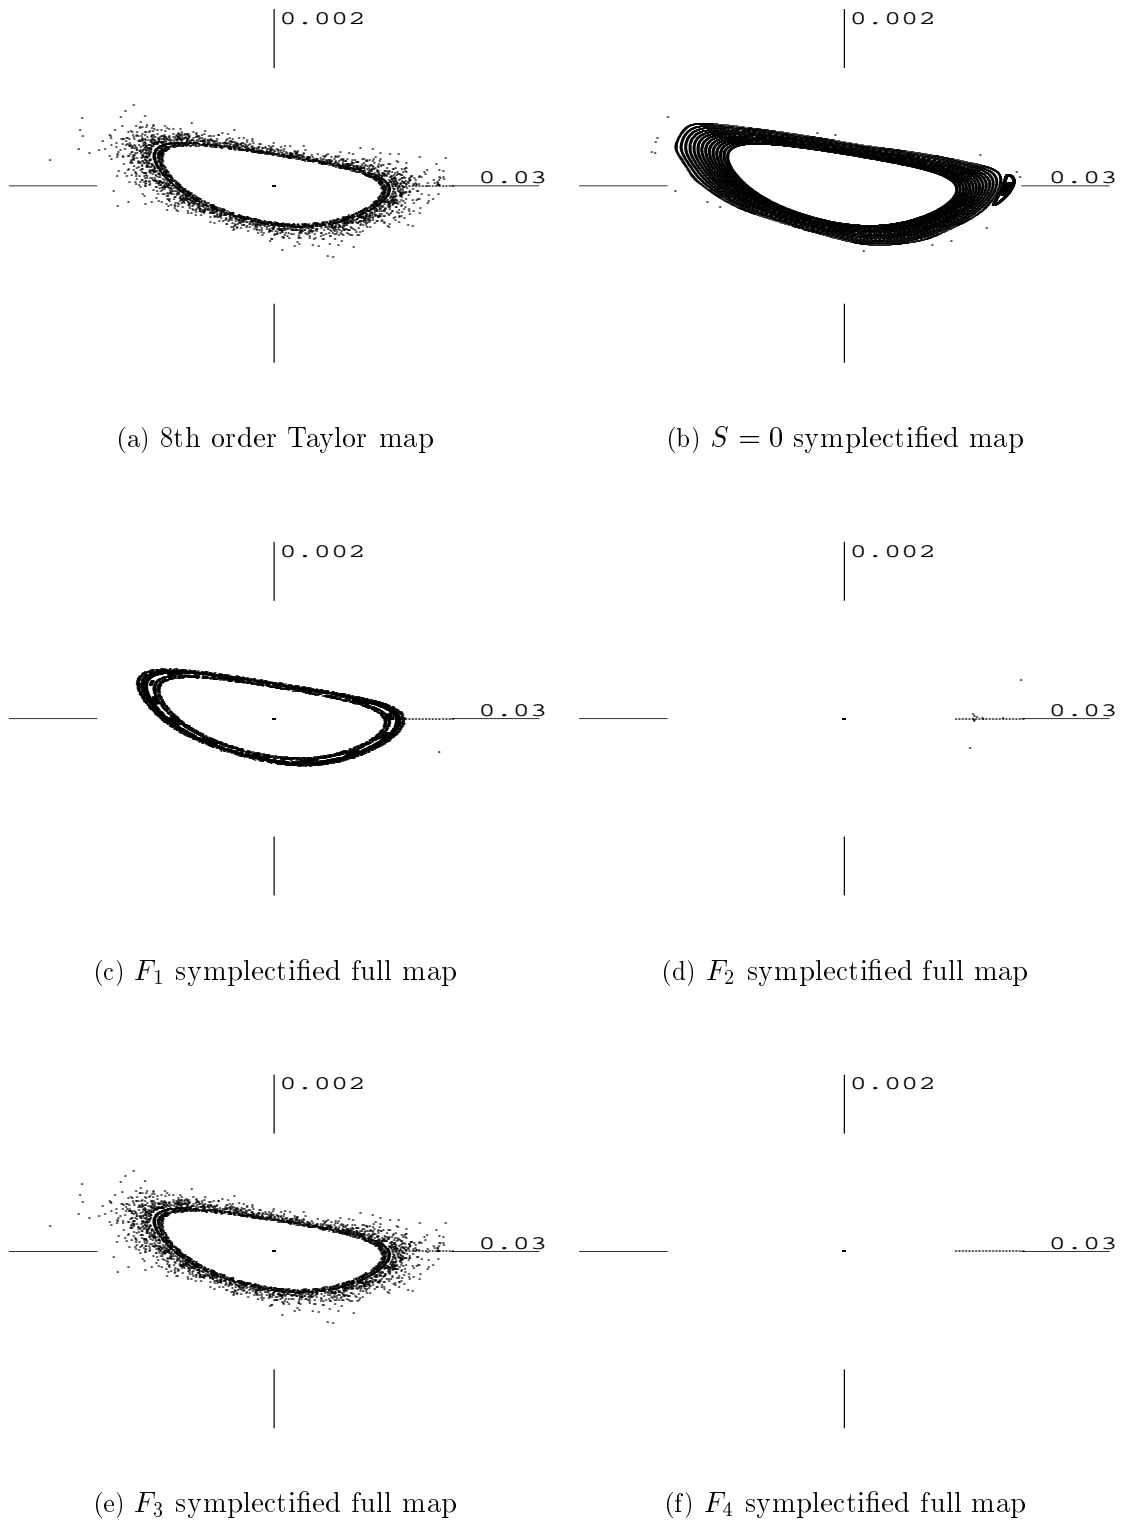 0.002
0.002
0.03
0.03
(a) 8th order Taylor map
(b) S = 0 symplectified map
0.002
0.002
0.03
0.03
(c) F₁ symplectified full map
(d) F₂ symplectified full map
0.002
0.002
0.03
0.03
(e) F₃ symplectified full map
(f) F₄ symplectified full map